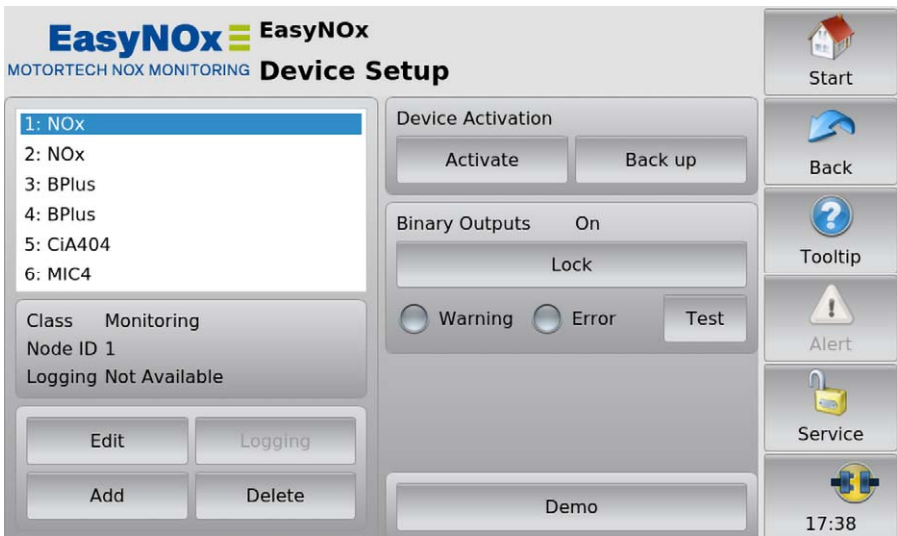 EasyNOx
EasyNOx
MOTORTECH NOX MONITORING
Device Setup
1: NOx
2: NOx
3: BPlus
4: BPlus
5: CiA404
6: MIC4
Class Monitoring
Node ID 1
Logging Not Available
Edit
Logging
Add
Delete
Device Activation
Activate
Back up
Binary Outputs On
Lock
Warning
Error
Test
Demo
Start
Back
Tooltip
Alert
Service
17:38